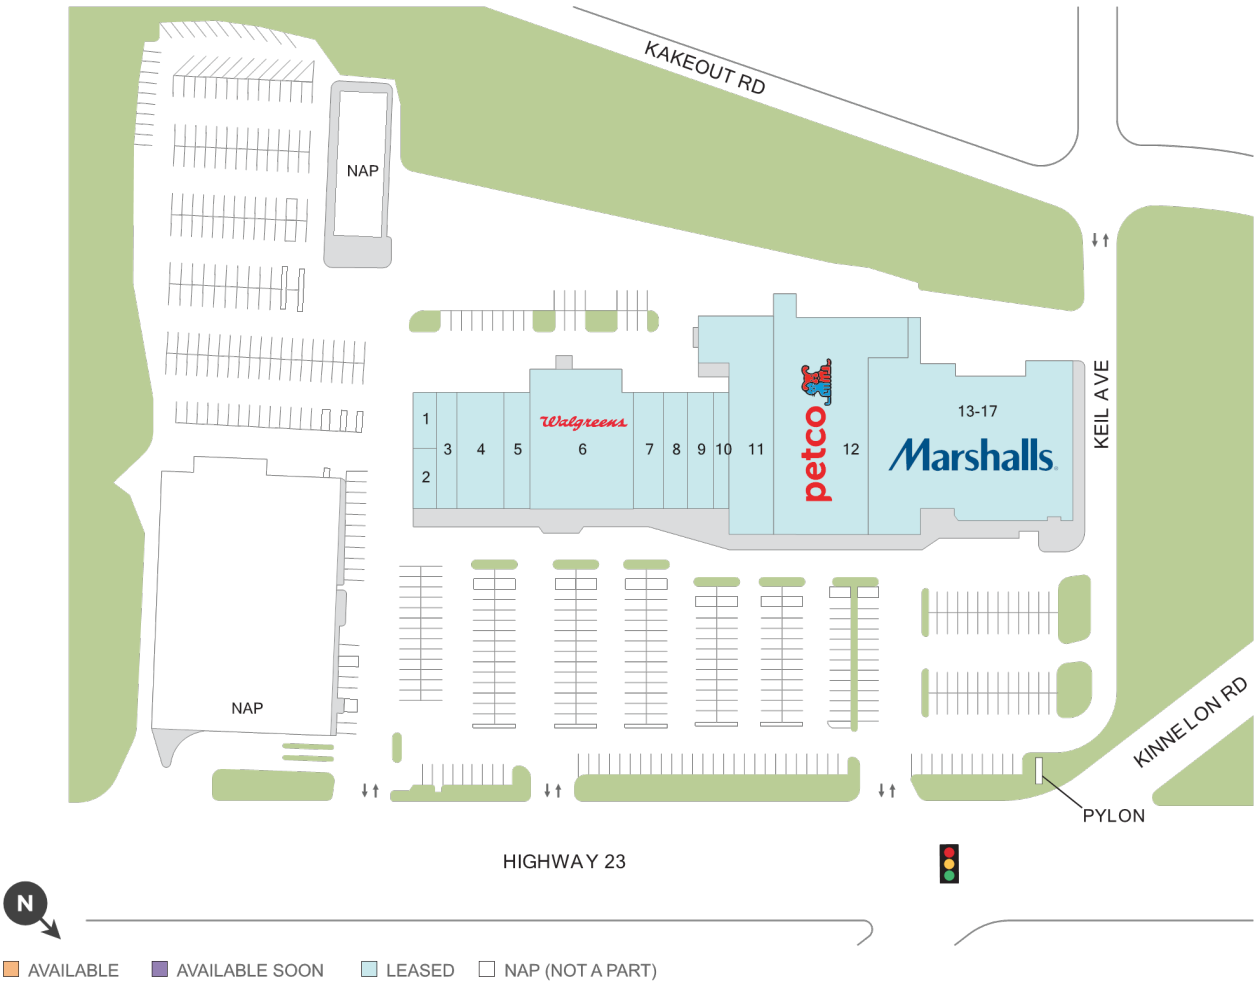 KAKEOUT RD
NAP
KEIL AVE
Walgreens
petco
13-17
Marshalls.
1
2
3
4
5
6
7
8
9
10
11
12
NAP
KINNELON RD
PYLON
HIGHWAY 23
N
AVAILABLE
AVAILABLE SOON
LEASED
NAP (NOT A PART)